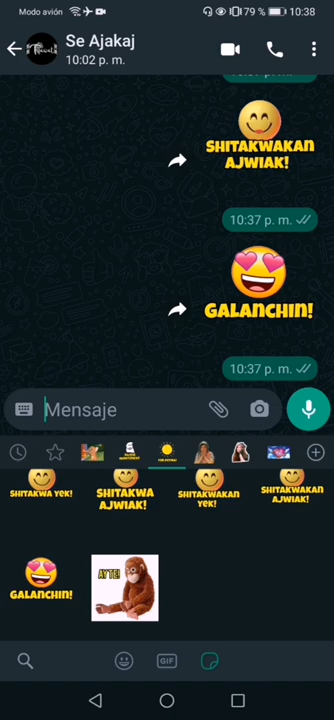 Modo avión
79 %
10:38
Se Ajakaj
10:02 p. m.
SHITAKWAKAN
AJWIAK!
10:37 p. m.
GALANCHIN!
10:37 p. m.
Mensaje
SHITAKWA YEK!
SHITAKWA
AJWIAK!
SHITAKWAKAN
YEK!
SHITAKWAKAN
AJWIAK!
GALANCHIN!
AYTE!
GIF